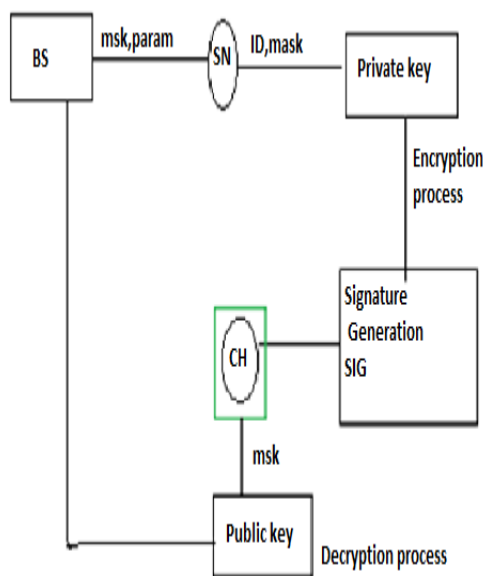 BS
msk,param
SN
ID,mask
Private key
Encryption
process
Signature
Generation
SIG
CH
msk
Public key
Decryption process